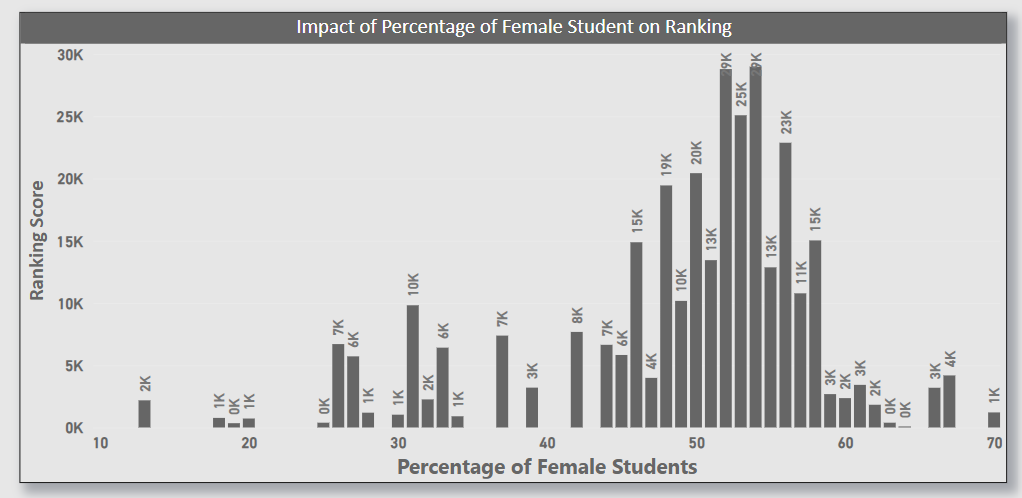 Impact of Percentage of Female Student on Ranking
30K
25K
20K
15K
10K
5K
0K
Ranking Score
2K
1K
0K
1K
0K
7K
6K
1K
1K
10K
2K
6K
1K
7K
3K
8K
7K
6K
15K
4K
19K
10K
20K
13K
29K
25K
29K
13K
23K
11K
15K
3K
2K
3K
2K
0K
0K
3K
4K
1K
10 20 30 40 50 60 70
Percentage of Female Students